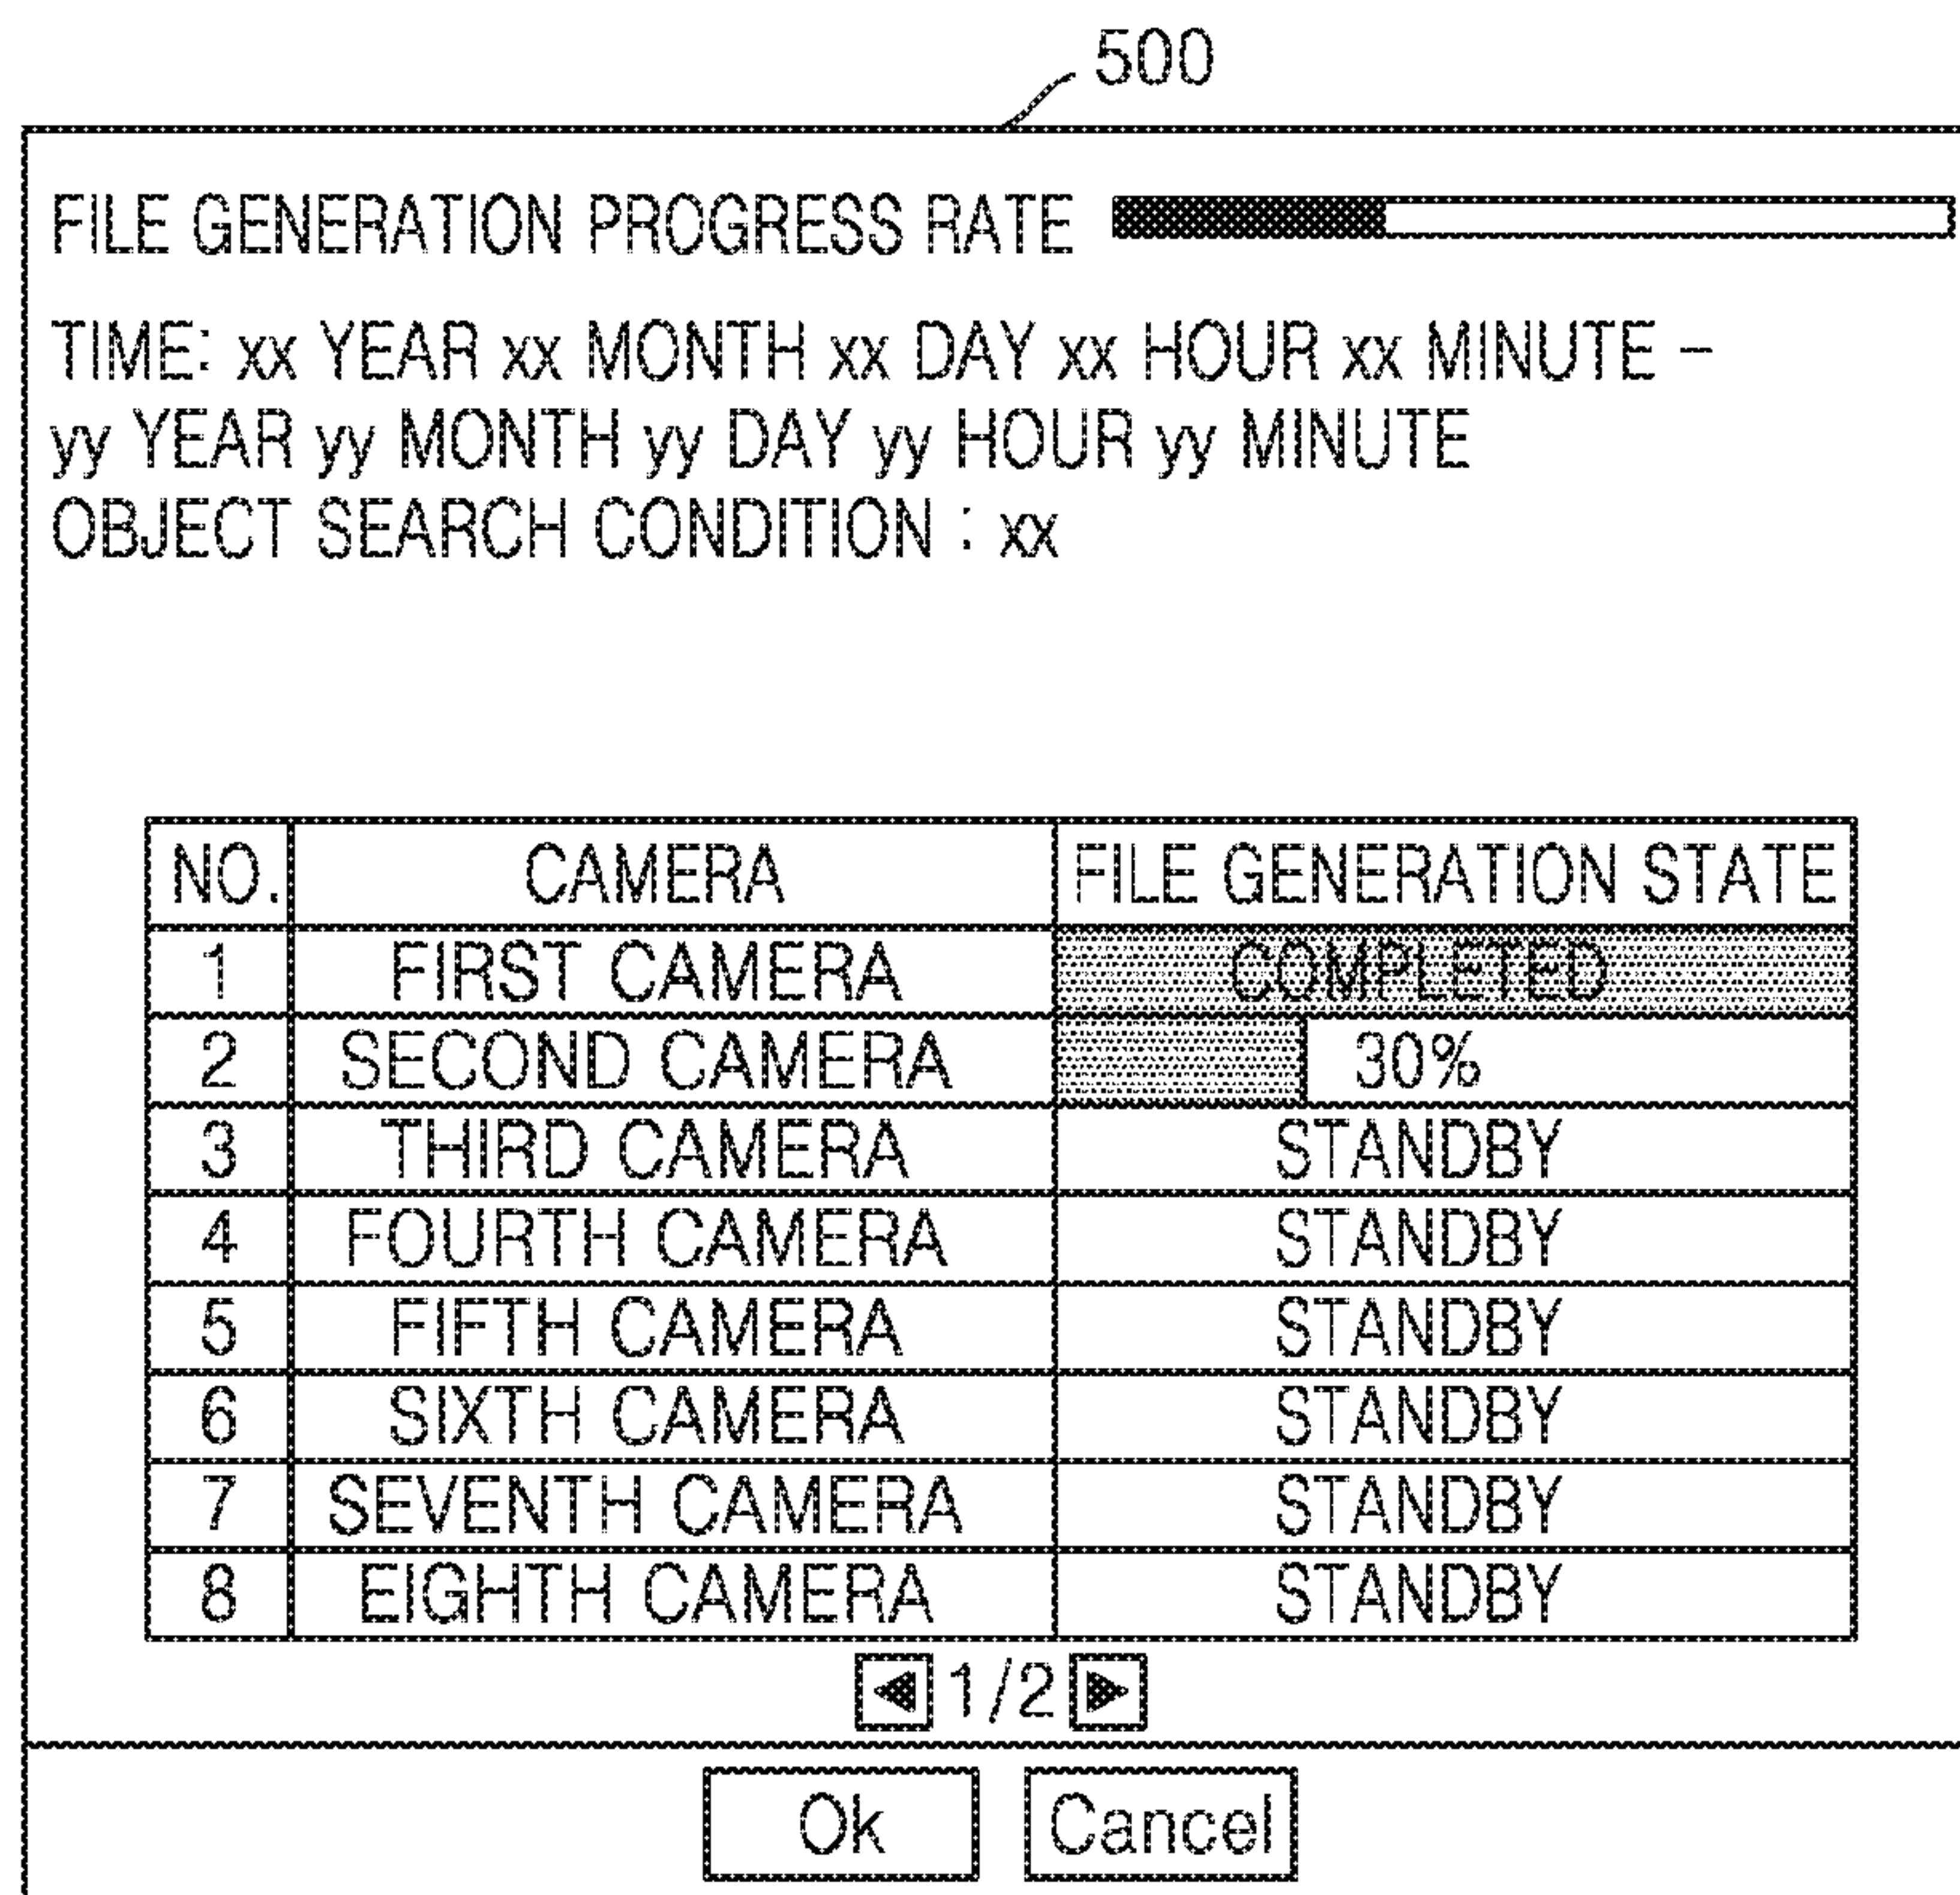 500
FILE GENERATION PROGRESS RATE
TIME: xx YEAR xx MONTH xx DAY xx HOUR xx MINUTE –
yy YEAR yy MONTH yy DAY yy HOUR yy MINUTE
OBJECT SEARCH CONDITION : xx
NO. CAMERA FILE GENERATION STATE
1 FIRST CAMERA COMPLETED
2 SECOND CAMERA 30%
3 THIRD CAMERA STANDBY
4 FOURTH CAMERA STANDBY
5 FIFTH CAMERA STANDBY
6 SIXTH CAMERA STANDBY
7 SEVENTH CAMERA STANDBY
8 EIGHTH CAMERA STANDBY
1/2
Ok Cancel